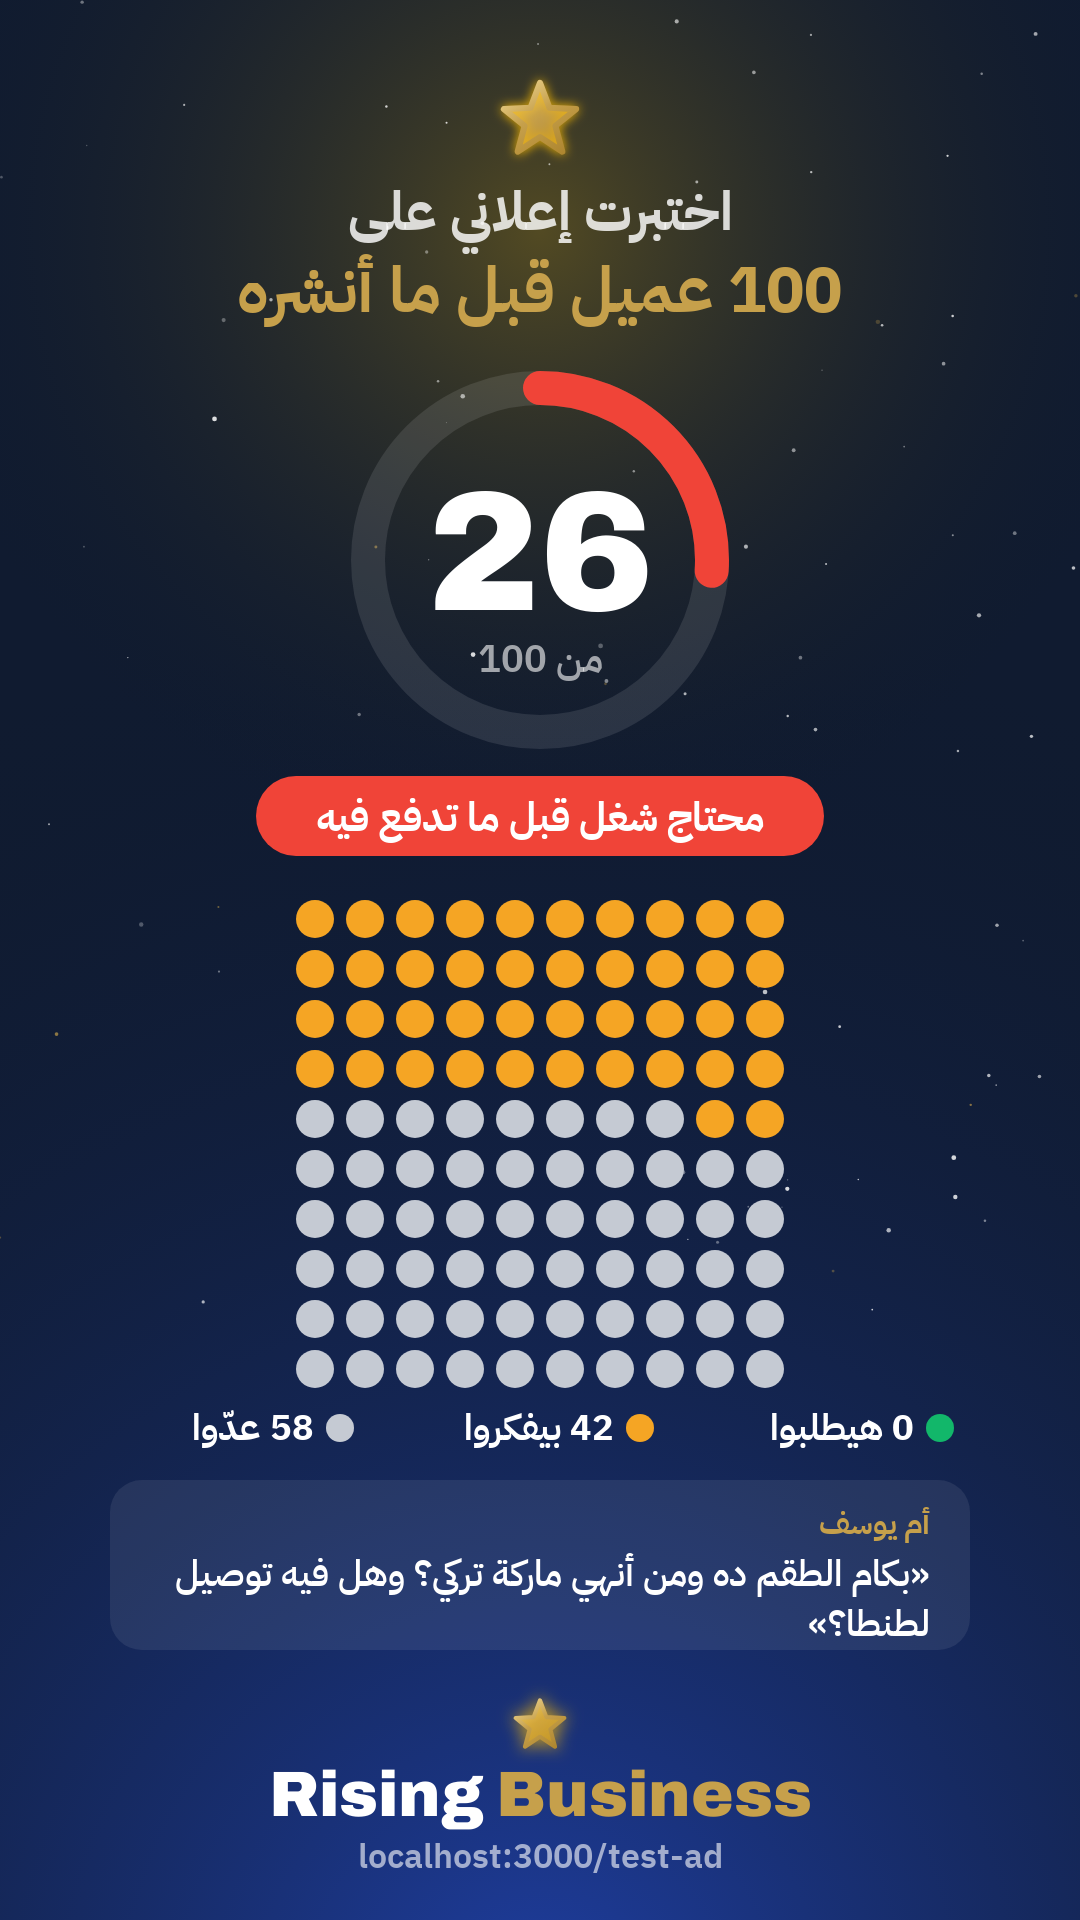 اختبرت إعلاني على
100 عميل قبل ما أنشره
26
من 100
محتاج شغل قبل ما تدفع فيه
0 هيطلبوا
42 بيفكروا
58 عدّوا
أم يوسف
«بكام الطقم ده ومن أنهي ماركة تركي؟ وهل فيه توصيل
لطنطا؟»
Rising Business
localhost:3000/test-ad